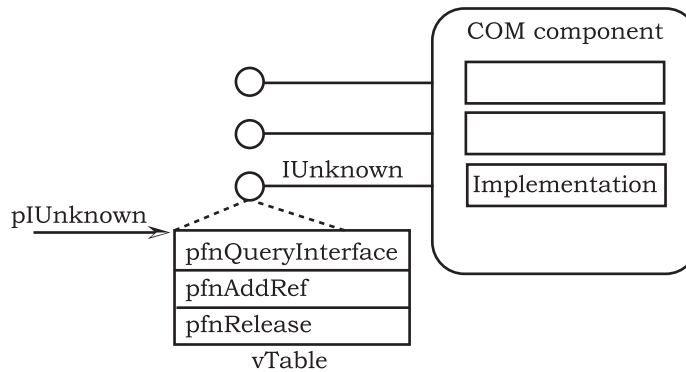 COM component
IUnknown
Implementation
pIUnknown
pfnQueryInterface
pfnAddRef
pfnRelease
vTable